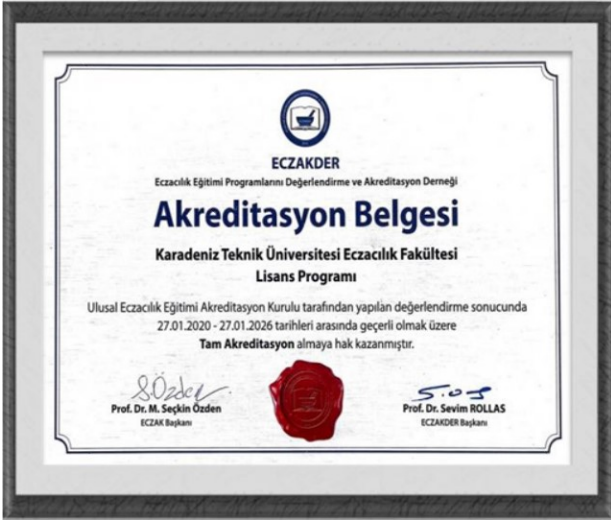 ECZAKDER
Eczacılık Eğitimi Programlarını Değerlendirme ve Akreditasyon Derneği
Akreditasyon Belgesi
Karadeniz Teknik Üniversitesi Eczacılık Fakültesi
Lisans Programı
Ulusal Eczacılık Eğitimi Akreditasyon Kurulu tarafından yapılan değerlendirme sonucunda
27.01.2020 - 27.01.2026 tarihleri arasında geçerli olmak üzere
Tam Akreditasyon almaya hak kazanmıştır.
S.Özden
Prof. Dr. M. Seçkin Özden
ECZAK Başkanı
Prof. Dr. Sevim ROLLAS
ECZAKDER Başkanı